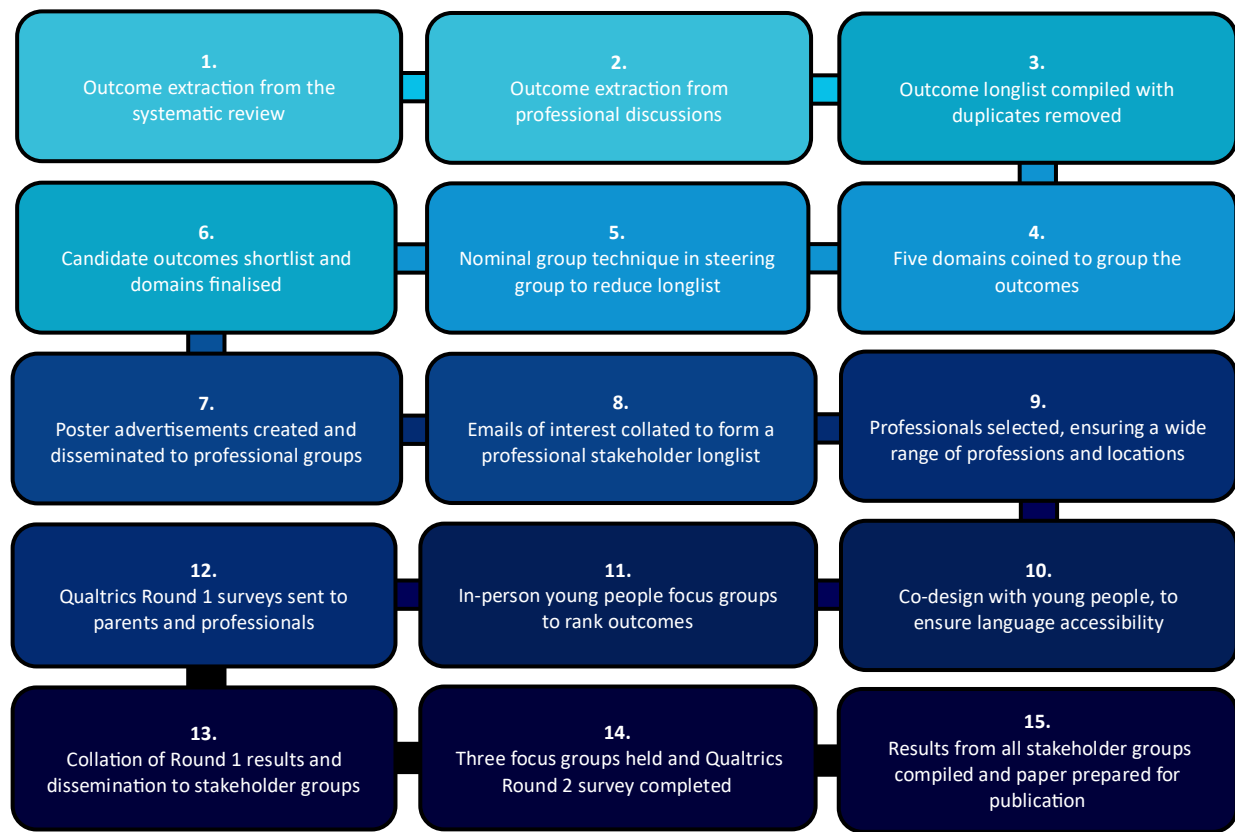 1.
Outcome extraction from the
systematic review
2.
Outcome extraction from
professional discussions
3.
Outcome longlist compiled with
duplicates removed
6.
Candidate outcomes shortlist and
domains finalised
5.
Nominal group technique in steering
group to reduce longlist
4.
Five domains coined to group the
outcomes
7.
Poster advertisements created and
disseminated to professional groups
8.
Emails of interest collated to form a
professional stakeholder longlist
9.
Professionals selected, ensuring a wide
range of professions and locations
12.
Qualtrics Round 1 surveys sent to
parents and professionals
11.
In-person young people focus groups
to rank outcomes
10.
Co-design with young people, to
ensure language accessibility
13.
Collation of Round 1 results and
dissemination to stakeholder groups
14.
Three focus groups held and Qualtrics
Round 2 survey completed
15.
Results from all stakeholder groups
compiled and paper prepared for
publication